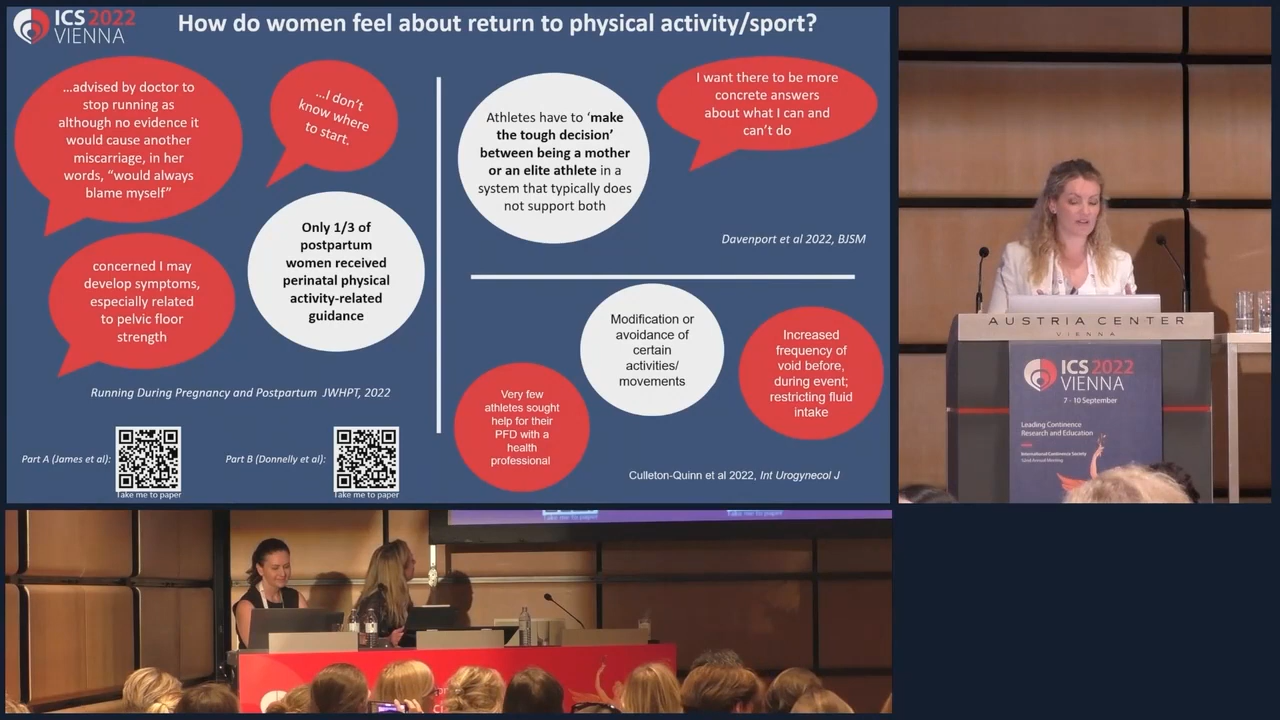 ICS 2022
VIENNA
How do women feel about return to physical activity/sport?
…advised by doctor to
stop running as
although no evidence it
would cause another
miscarriage, in her
words, “would always
blame myself”
…I don’t
know where
to start.
concerned I may
develop symptoms,
especially related
to pelvic floor
strength
Only 1/3 of
postpartum
women received
perinatal physical
activity-related
guidance
Running During Pregnancy and Postpartum JWHPT, 2022
Part A (James et al):
Take me to paper
Part B (Donnelly et al):
Take me to paper
Athletes have to ‘make
the tough decision’
between being a mother
or an elite athlete in a
system that typically does
not support both
I want there to be more
concrete answers
about what I can and
can’t do
Davenport et al 2022, BJSM
Modification or
avoidance of
certain
activities/
movements
Increased
frequency of
void before,
during event;
restricting fluid
intake
Very few
athletes sought
help for their
PFD with a
health
professional
Culleton-Quinn et al 2022, Int Urogynecol J
AUSTRIA CENTER
VIENNA
ICS 2022
VIENNA
7 - 10 September
Leading Continence
Research and Education
International Continence Society
Take me to paper
Take me to paper